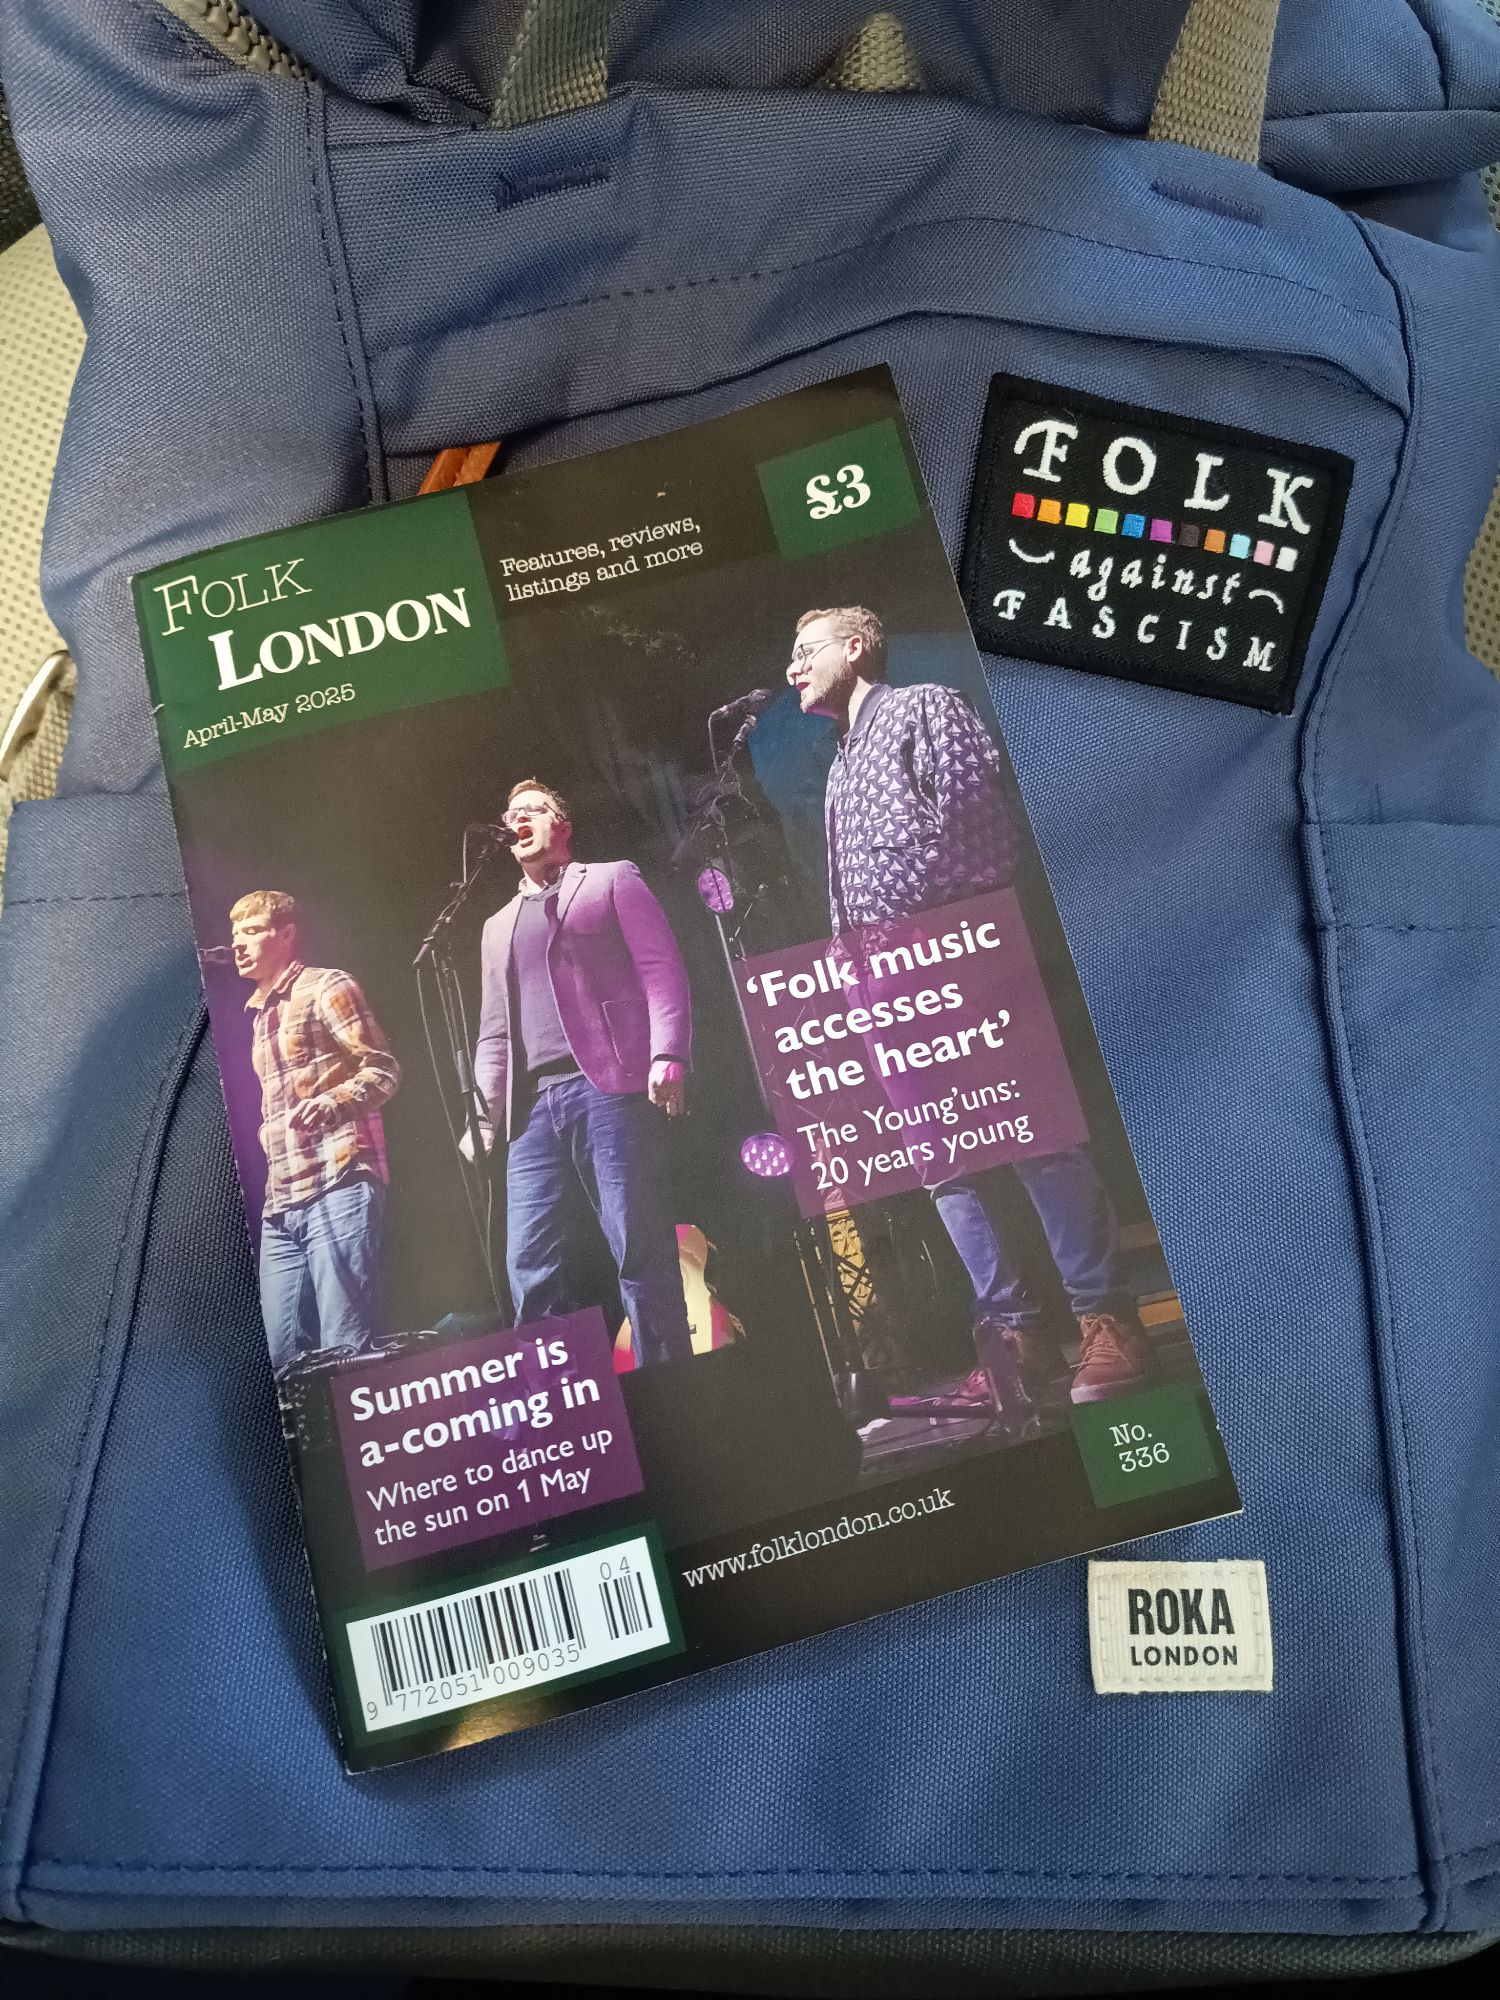 FOLK
LONDON
April-May 2025
Features, reviews,
listings and more
£3
FOLK
against
FASCISM
‘Folk music
accesses
the heart’
The Young’uns:
20 years young
Summer is
a-coming in
Where to dance up
the sun on 1 May
No.
336
www.folklondon.co.uk
04
9 772051 009035
ROKA
LONDON